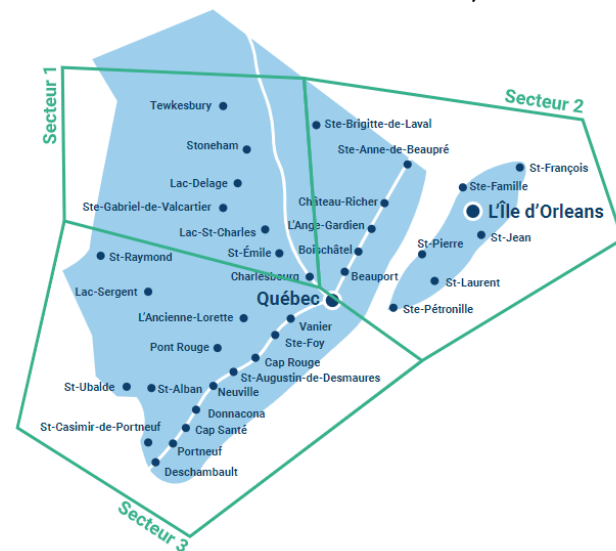 Secteur 1
Secteur 2
Tewkesbury
Ste-Brigitte-de-Laval
Stoneham
Ste-Anne-de-Beaupré
St-François
Lac-Delage
Ste-Famille
Ste-Gabriel-de-Valcartier
Château-Richer
L'Île d'Orleans
Lac-St-Charles
L'Ange-Gardien
St-Jean
St-Émile
Boischâtel
St-Pierre
St-Raymond
Charlesbourg
Beauport
St-Laurent
Lac-Sergent
Québec
Ste-Pétronille
L'Ancienne-Lorette
Vanier
Pont Rouge
Ste-Foy
Cap Rouge
St-Augustin-de-Desmaures
St-Ubalde
St-Alban
Neuville
Donnacona
St-Casimir-de-Portneuf
Cap Santé
Portneuf
Deschambault
Secteur 3